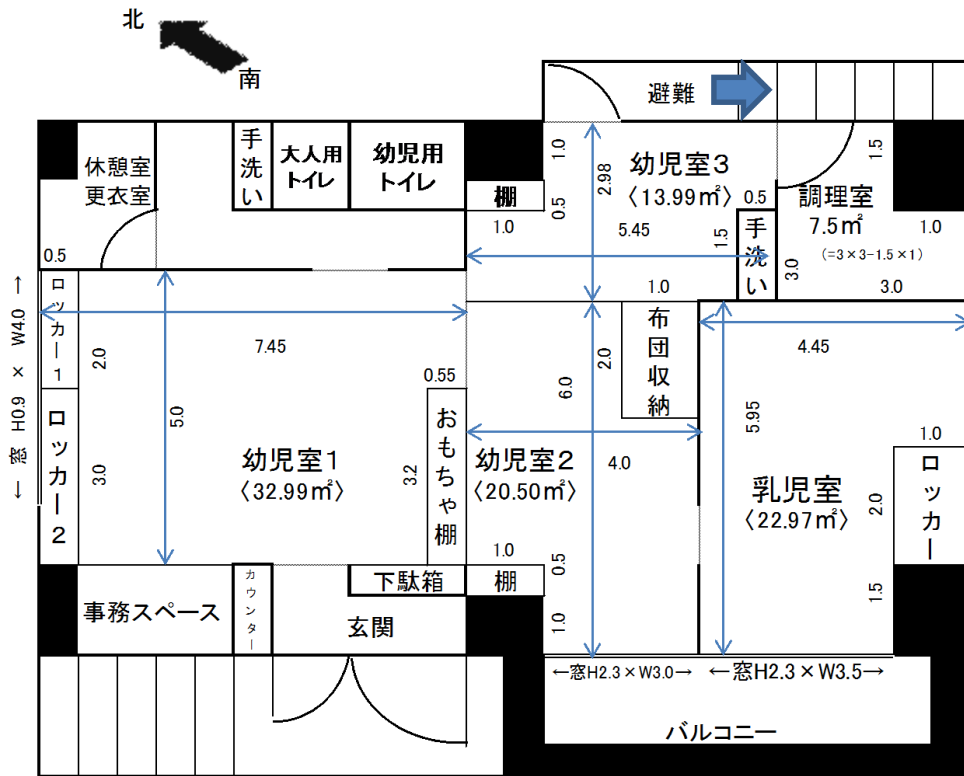 北
南
避難
休憩室
更衣室
手洗い
大人用
トイレ
幼児用
トイレ
棚
1.0
0.5
1.0
2.98
幼児室3
〈13.99㎡〉
5.45
1.5
0.5
手洗い
1.5
調理室
7.5㎡
(=3×3-1.5×1)
1.0
3.0
3.0
0.5
← 窓 H0.9 × W4.0 →
ロッカー1
2.0
7.45
5.0
0.55
ロッカー2
3.0
幼児室1
〈32.99㎡〉
3.2
おもちゃ棚
1.0
2.0
布団収納
6.0
4.0
幼児室2
〈20.50㎡〉
1.0
0.5
1.0
棚
4.45
5.95
乳児室
〈22.97㎡〉
1.0
2.0
ロッカー
1.5
事務スペース
カウンター
下駄箱
玄関
←窓H2.3×W3.0→
←窓H2.3×W3.5→
バルコニー